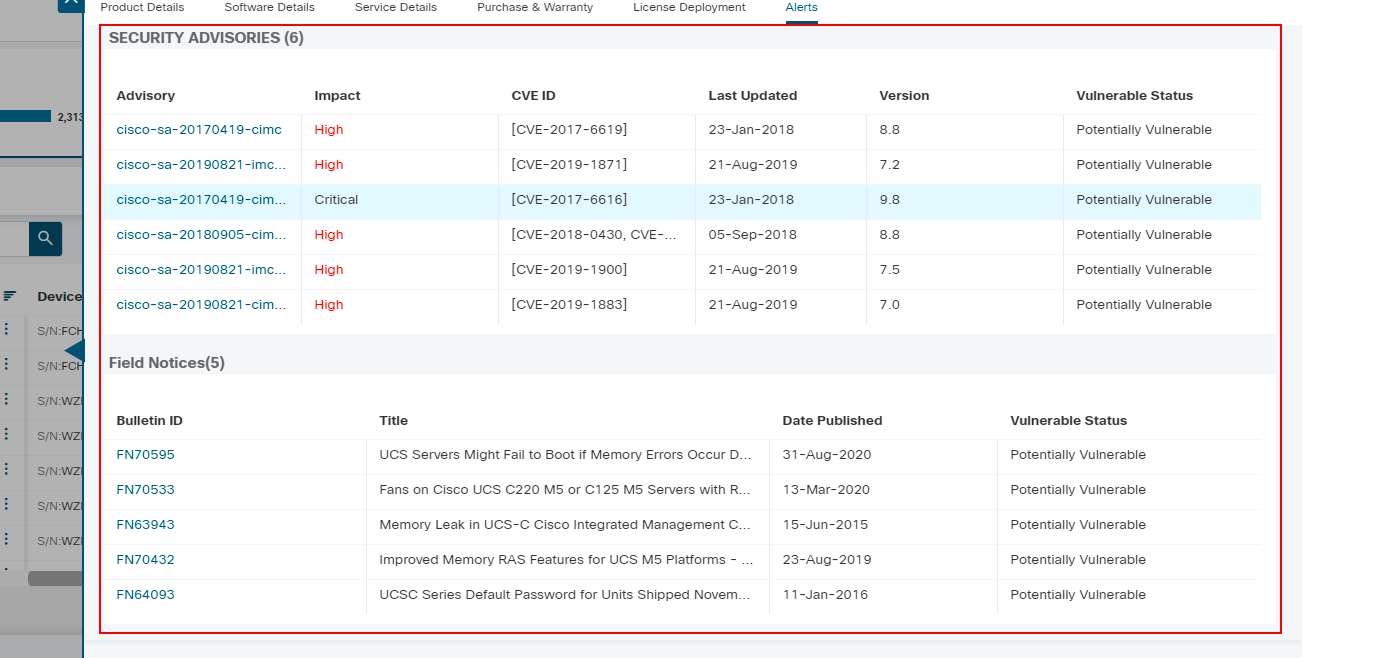 Product Details Software Details Service Details Purchase & Warranty License Deployment Alerts
SECURITY ADVISORIES (6)
Advisory Impact CVE ID Last Updated Version Vulnerable Status
cisco-sa-20170419-cimc High [CVE-2017-6619] 23-Jan-2018 8.8 Potentially Vulnerable
cisco-sa-20190821-imc... High [CVE-2019-1871] 21-Aug-2019 7.2 Potentially Vulnerable
cisco-sa-20170419-cim... Critical [CVE-2017-6616] 23-Jan-2018 9.8 Potentially Vulnerable
cisco-sa-20180905-cim... High [CVE-2018-0430, CVE-... 05-Sep-2018 8.8 Potentially Vulnerable
cisco-sa-20190821-imc... High [CVE-2019-1900] 21-Aug-2019 7.5 Potentially Vulnerable
cisco-sa-20190821-cim... High [CVE-2019-1883] 21-Aug-2019 7.0 Potentially Vulnerable
Field Notices(5)
Bulletin ID Title Date Published Vulnerable Status
FN70595 UCS Servers Might Fail to Boot if Memory Errors Occur D... 31-Aug-2020 Potentially Vulnerable
FN70533 Fans on Cisco UCS C220 M5 or C125 M5 Servers with R... 13-Mar-2020 Potentially Vulnerable
FN63943 Memory Leak in UCS-C Cisco Integrated Management C... 15-Jun-2015 Potentially Vulnerable
FN70432 Improved Memory RAS Features for UCS M5 Platforms - ... 23-Aug-2019 Potentially Vulnerable
FN64093 UCSC Series Default Password for Units Shipped Novem... 11-Jan-2016 Potentially Vulnerable
2,313
Device
S/N:FCH
S/N:FCH
S/N:WZ
S/N:WZ
S/N:WZ
S/N:WZ
S/N:WZ